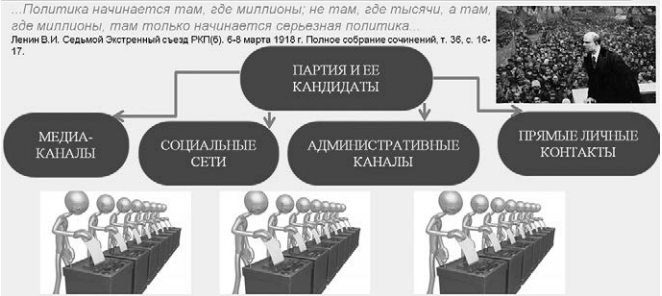 ...Политика начинается там, где миллионы; не там, где тысячи, а там,
где миллионы, там только начинается серьезная политика...
Ленин В.И. Седьмой Экстренный съезд РКП(б). 6-8 марта 1918 г. Полное собрание сочинений, т. 36, с. 16-
17.
ПАРТИЯ И ЕЕ
КАНДИДАТЫ
МЕДИА-
КАНАЛЫ
СОЦИАЛЬНЫЕ
СЕТИ
АДМИНИСТРАТИВНЫЕ
КАНАЛЫ
ПРЯМЫЕ ЛИЧНЫЕ
КОНТАКТЫ